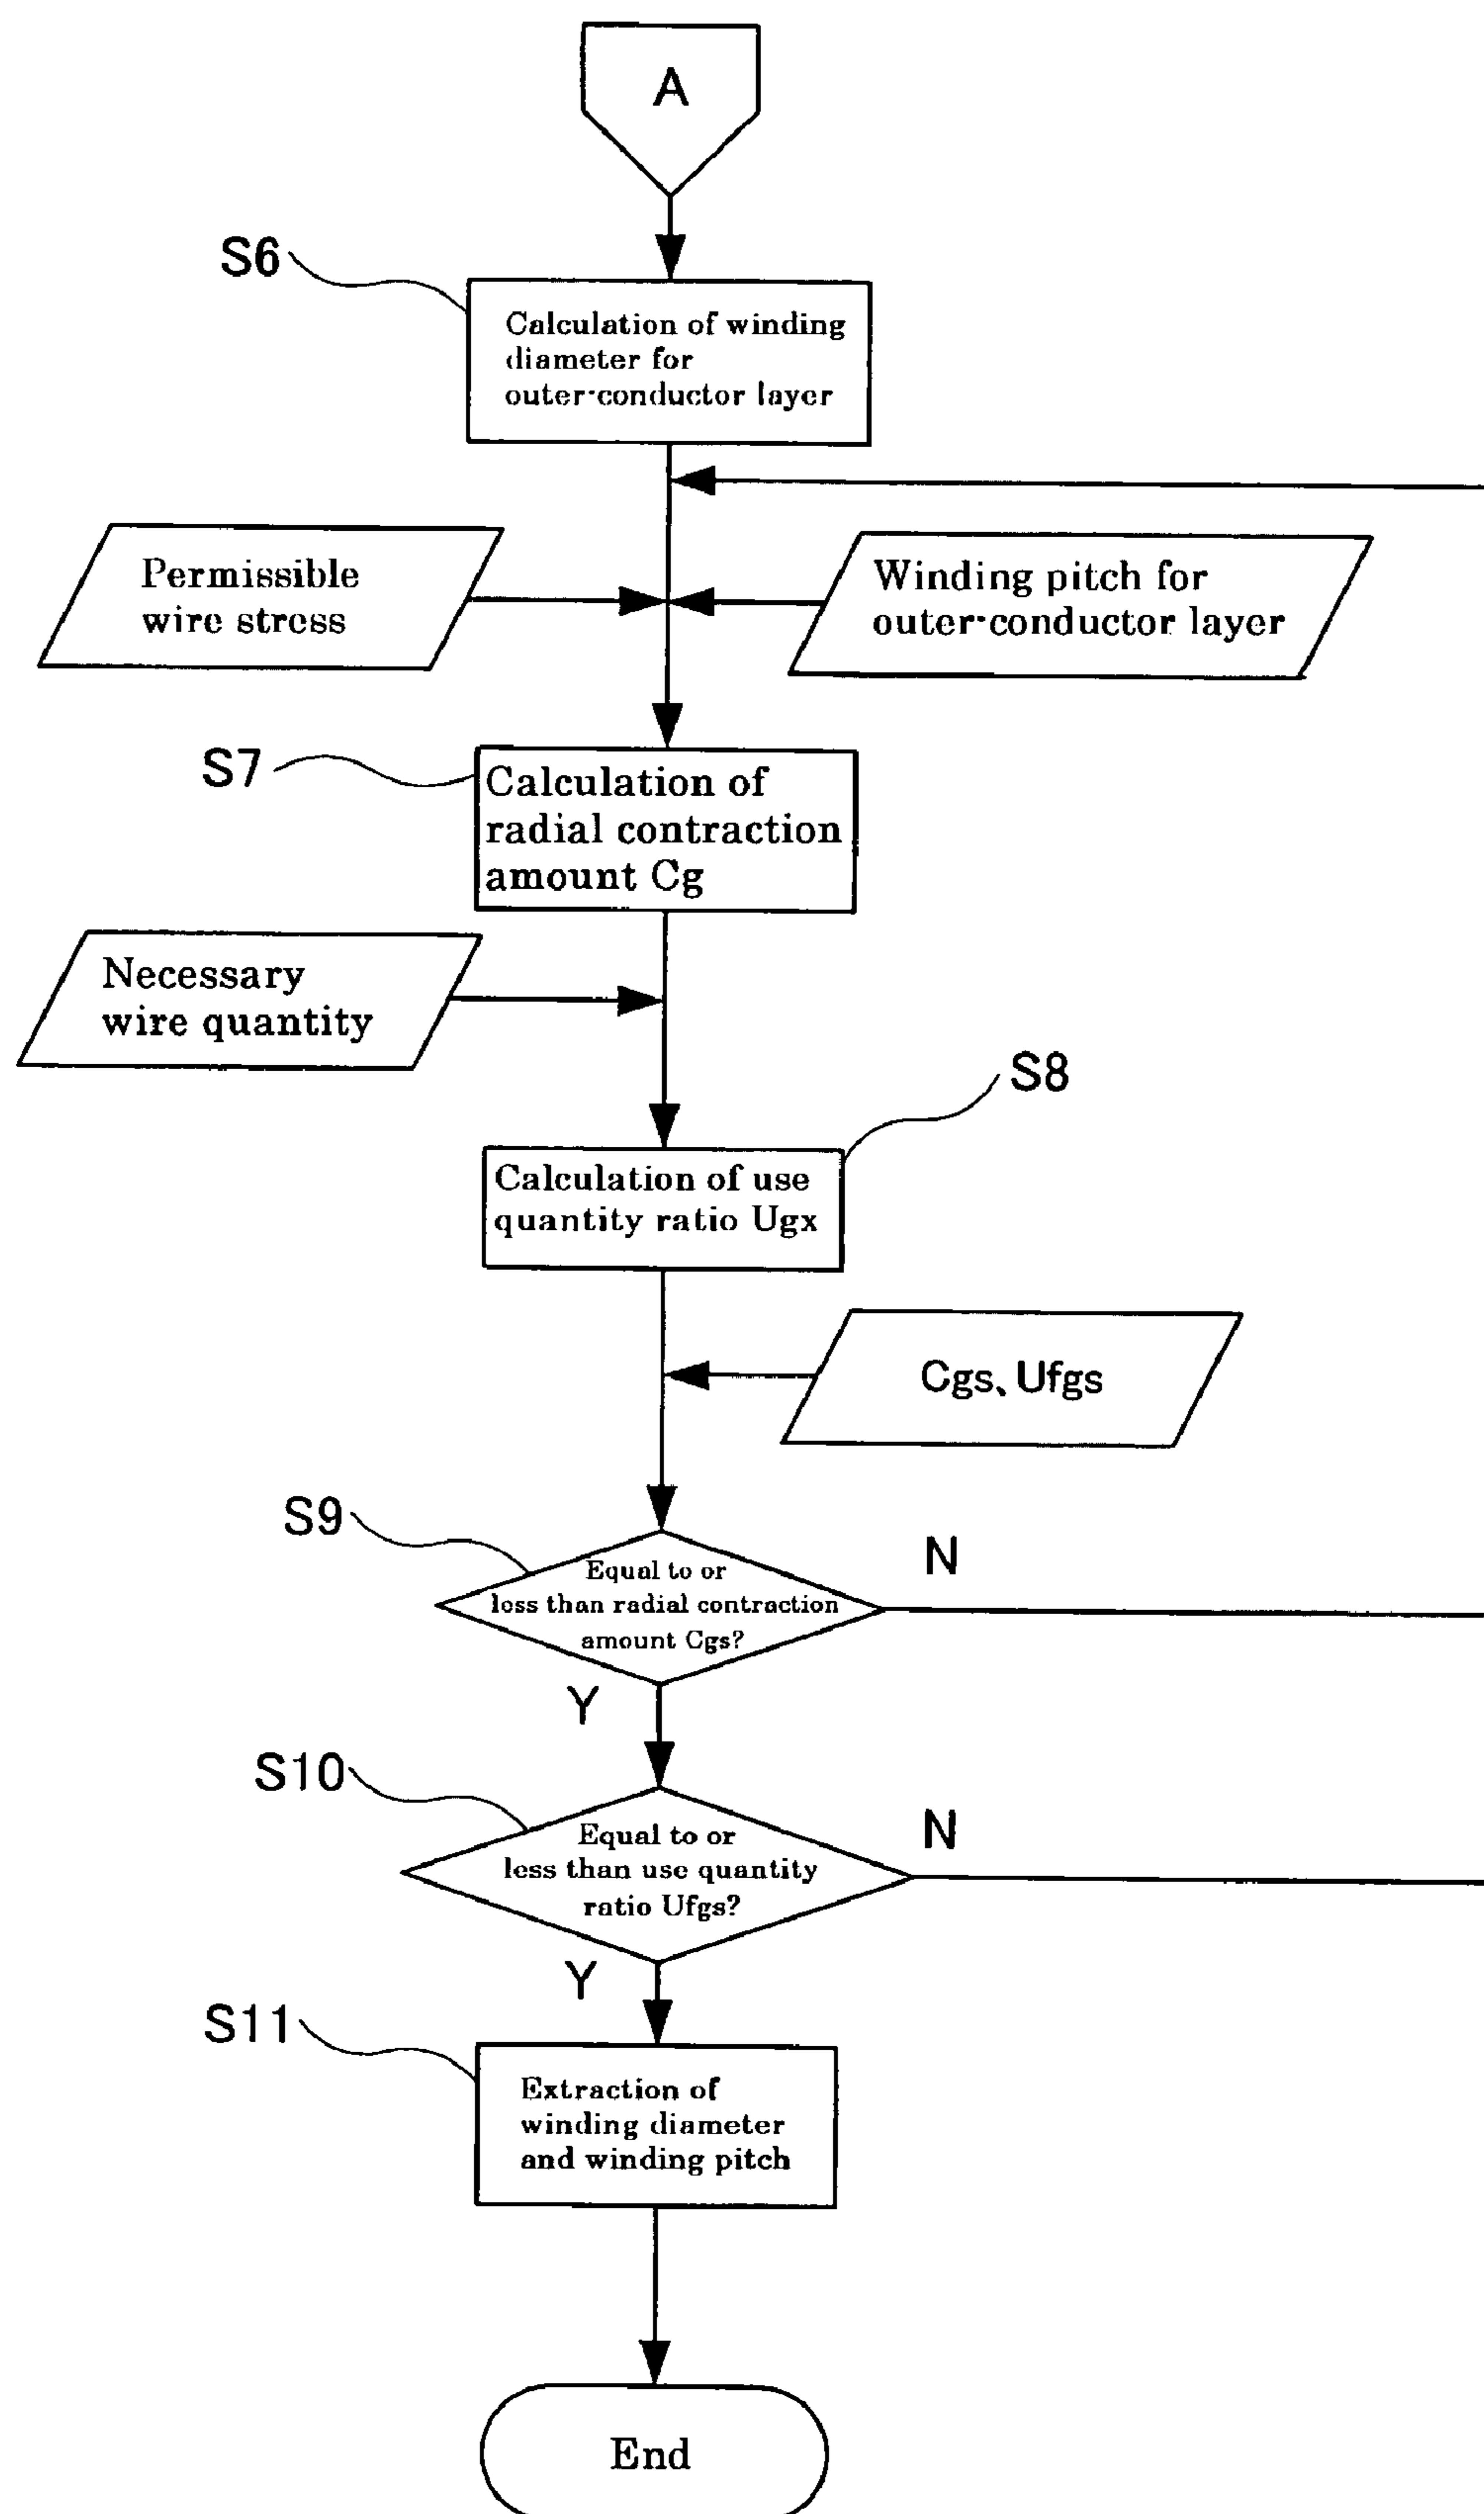 A
S6
Calculation of winding
diameter for
outer-conductor layer
Permissible
wire stress
Winding pitch for
outer-conductor layer
S7
Calculation of
radial contraction
amount Cg
Necessary
wire quantity
S8
Calculation of use
quantity ratio Ugx
Cgs、Ufgs
S9
Equal to or
less than radial contraction
amount Cgs?
N
Y
S10
Equal to or
less than use quantity
ratio Ufgs?
N
Y
S11
Extraction of
winding diameter
and winding pitch
End